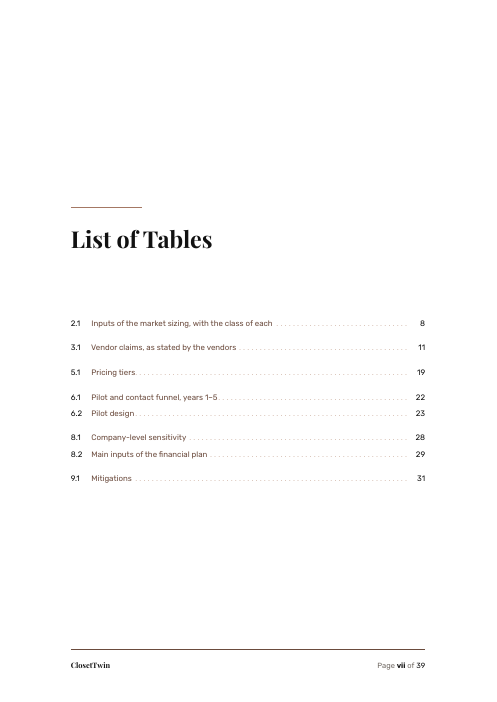 List of Tables
2.1 Inputs of the market sizing, with the class of each 8
3.1 Vendor claims, as stated by the vendors 11
5.1 Pricing tiers 19
6.1 Pilot and contact funnel, years 1–5 22
6.2 Pilot design 23
8.1 Company-level sensitivity 28
8.2 Main inputs of the financial plan 29
9.1 Mitigations 31
ClosetTwin Page vii of 39